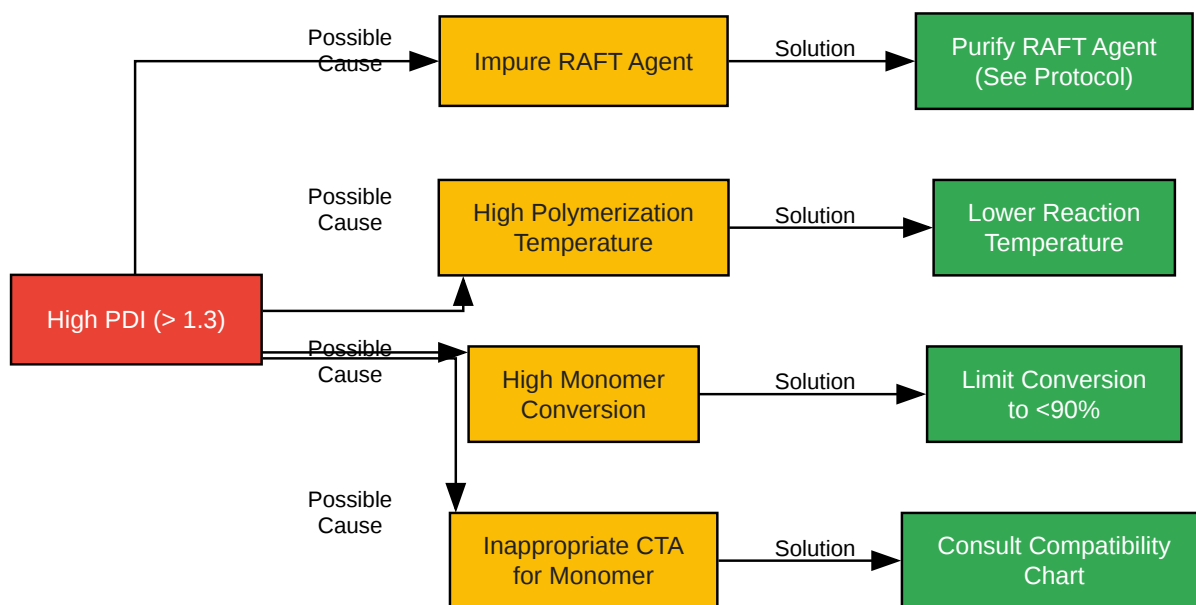 Possible
Cause
Impure RAFT Agent
Solution
Purify RAFT Agent
(See Protocol)
Possible
Cause
High Polymerization
Temperature
Solution
Lower Reaction
Temperature
High PDI (> 1.3)
Possible
Cause
High Monomer
Conversion
Solution
Limit Conversion
to <90%
Possible
Cause
Inappropriate CTA
for Monomer
Solution
Consult Compatibility
Chart